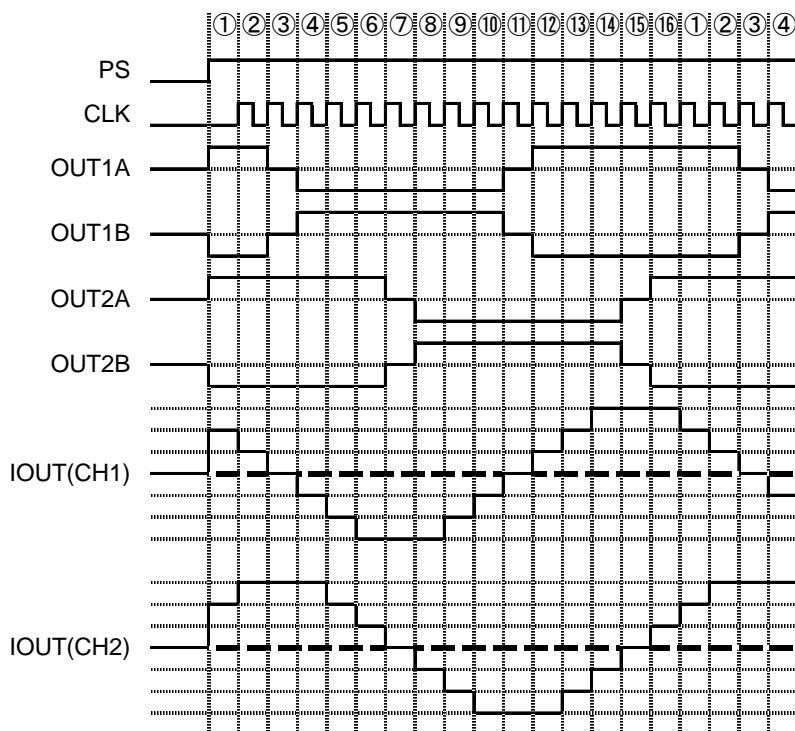 ①②③④⑤⑥⑦⑧⑨⑩⑪⑫⑬⑭⑮⑯①②③④
PS
CLK
OUT1A
OUT1B
OUT2A
OUT2B
IOUT(CH1)
IOUT(CH2)